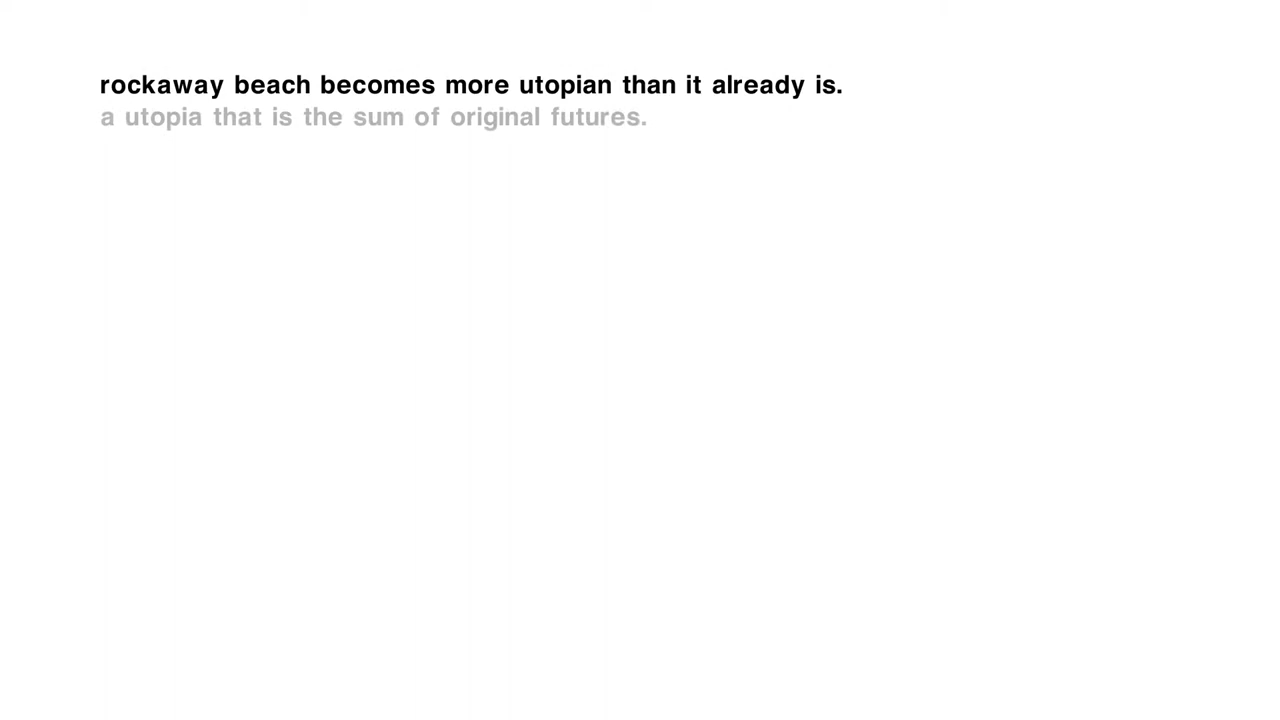 rockaway beach becomes more utopian than it already is.
a utopia that is the sum of original futures.